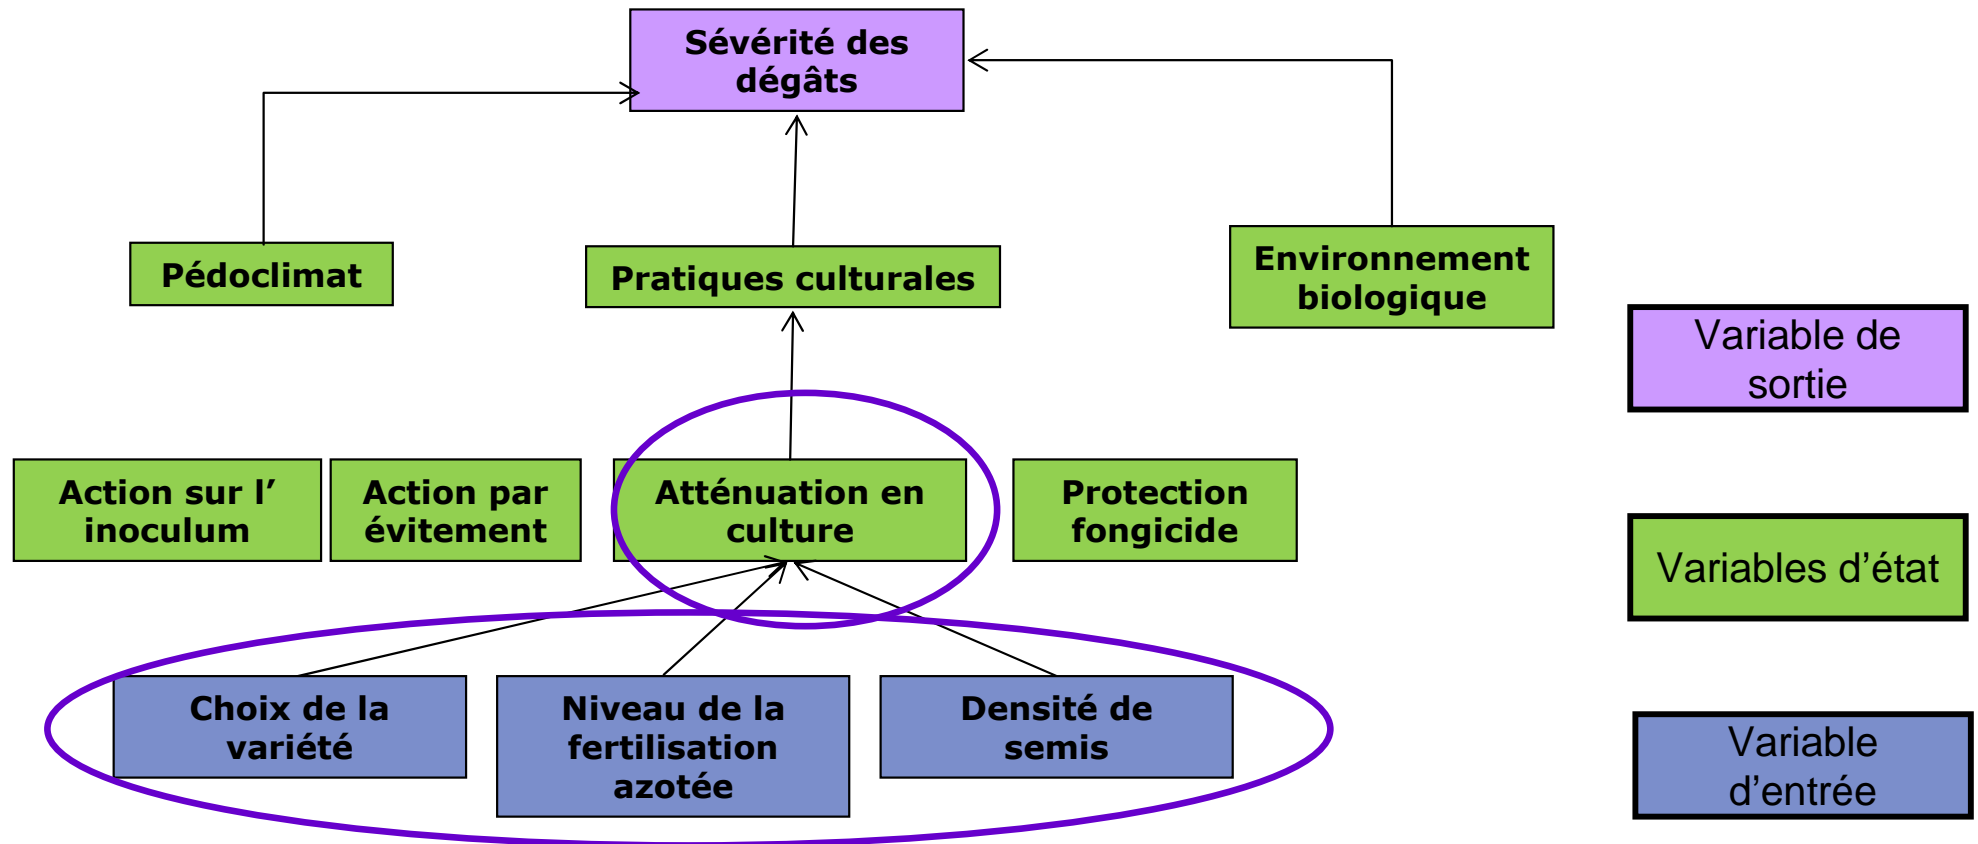 Sévérité des
dégâts
Pédoclimat
Pratiques culturales
Environnement
biologique
Variable de
sortie
Action sur l’
inoculum
Action par
évitement
Atténuation en
culture
Protection
fongicide
Variables d’état
Choix de la
variété
Niveau de la
fertilisation
azotée
Densité de
semis
Variable
d’entrée